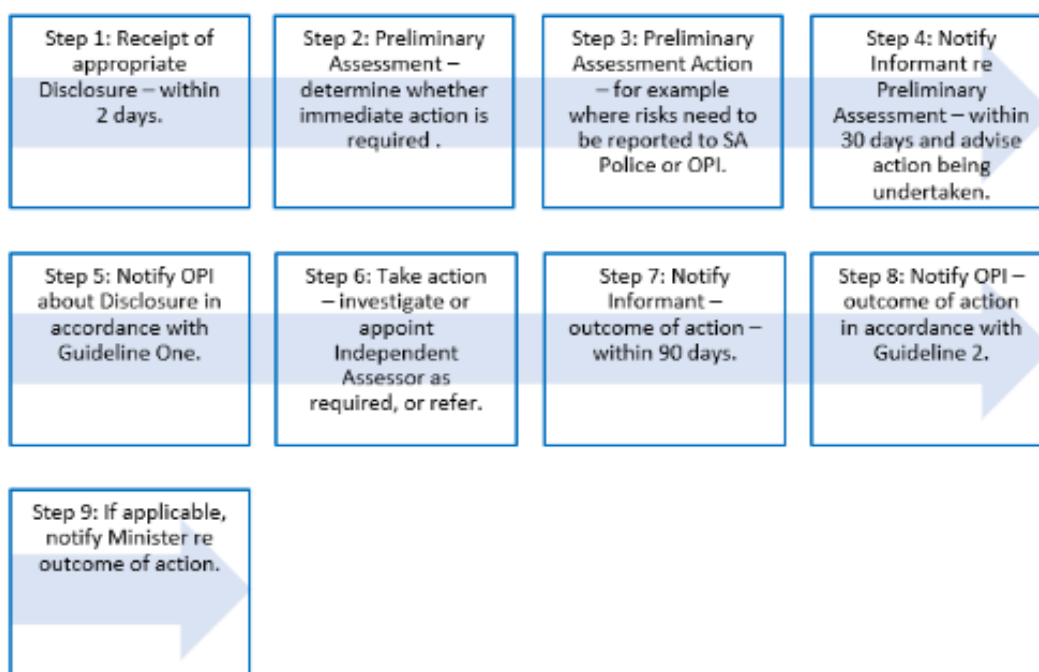 Step 1: Receipt of
appropriate
Disclosure – within
2 days.
Step 2: Preliminary
Assessment –
determine whether
immediate action is
required .
Step 3: Preliminary
Assessment Action
– for example
where risks need to
be reported to SA
Police or OPI.
Step 4: Notify
Informant re
Preliminary
Assessment – within
30 days and advise
action being
undertaken.
Step 5: Notify OPI
about Disclosure in
accordance with
Guideline One.
Step 6: Take action
– investigate or
appoint
Independent
Assessor as
required, or refer.
Step 7: Notify
Informant –
outcome of action –
within 90 days.
Step 8: Notify OPI –
outcome of action
in accordance with
Guideline 2.
Step 9: If applicable,
notify Minister re
outcome of action.